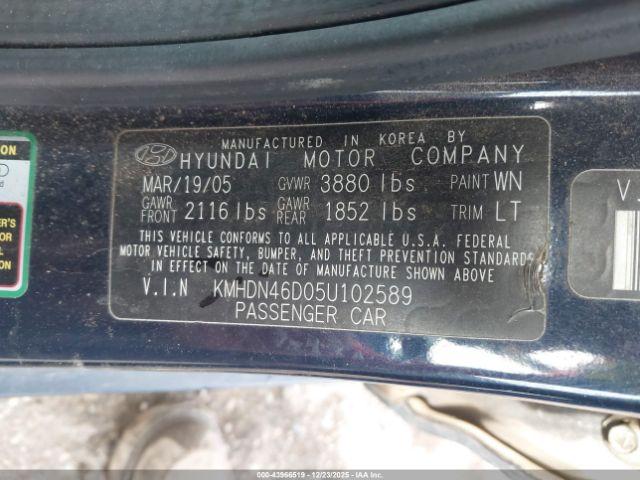 MANUFACTURED IN KOREA BY
HYUNDAI MOTOR COMPANY
MAR/19/05 GVWR 3880 lbs PAINT WN
GAWR FRONT 2116 lbs GAWR REAR 1852 lbs TRIM LT
THIS VEHICLE CONFORMS TO ALL APPLICABLE U.S.A. FEDERAL
MOTOR VEHICLE SAFETY, BUMPER, AND THEFT PREVENTION STANDARDS
IN EFFECT ON THE DATE OF MANUFACTURE SHOWN ABOVE
V.I.N KMHDN46D05U102589
PASSENGER CAR
V.
000-43966519 12/23/2025 COPART